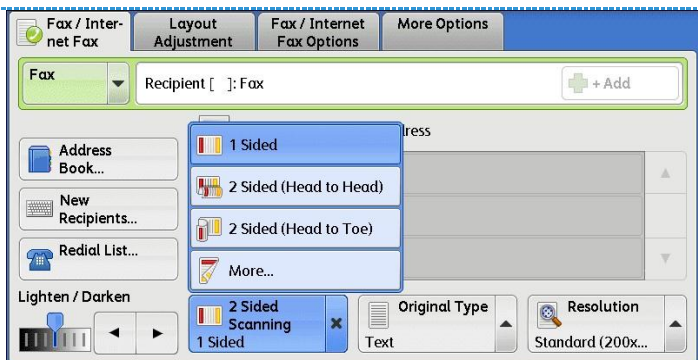 Fax / Inter-
net Fax
Layout
Adjustment
Fax / Internet
Fax Options
More Options
Fax
Recipient [ ]: Fax
+ Add
ress
Address
Book...
New
Recipients...
Redial List...
1 Sided
2 Sided (Head to Head)
2 Sided (Head to Toe)
More...
Lighten / Darken
2 Sided
Scanning
1 Sided
Original Type
Text
Resolution
Standard (200x...